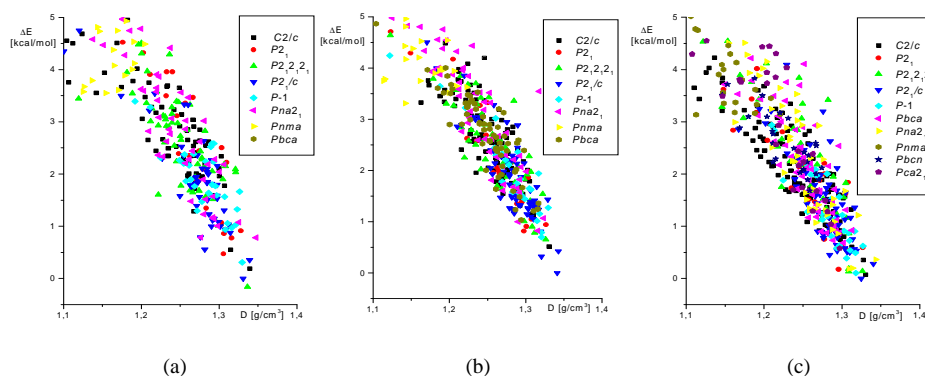 ΔE
[kcal/mol]
5
4
3
2
1
0
1,1
1,2
1,3
1,4
D [g/cm³]
C2/c
P2₁
P2₁2₁2₁
P2₁/c
P-1
Pna2₁
Pnma
Pbca
(a)
ΔE
[kcal/mol]
5
4
3
2
1
0
1,1
1,2
1,3
1,4
D [g/cm³]
C2/c
P2₁
P2₁2₁2₁
P2₁/c
P-1
Pna2₁
Pnma
Pbca
(b)
ΔE
[kcal/mol]
5
4
3
2
1
0
1,1
1,2
1,3
1,4
D [g/cm³]
C2/c
P2₁
P2₁2₁2
P2₁/c
P-1
Pbca
Pna2₁
Pnma
Pbcn
Pca2₁
(c)